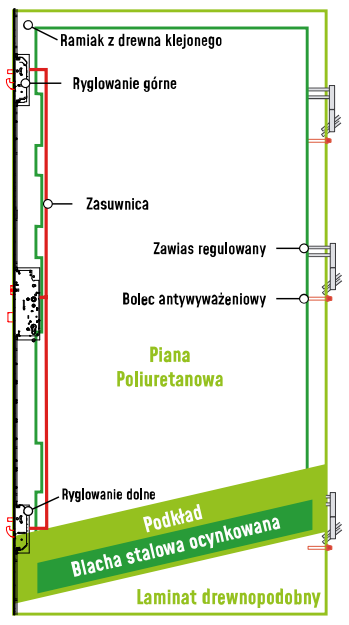 Ramiak z drewna klejonego
Ryglowanie górne
Zasuwnica
Zawias regulowany
Bolec antywyważeniowy
Piana
Poliuretanowa
Ryglowanie dolne
Podkład
Blacha stalowa ocynkowana
Laminat drewnopodobny